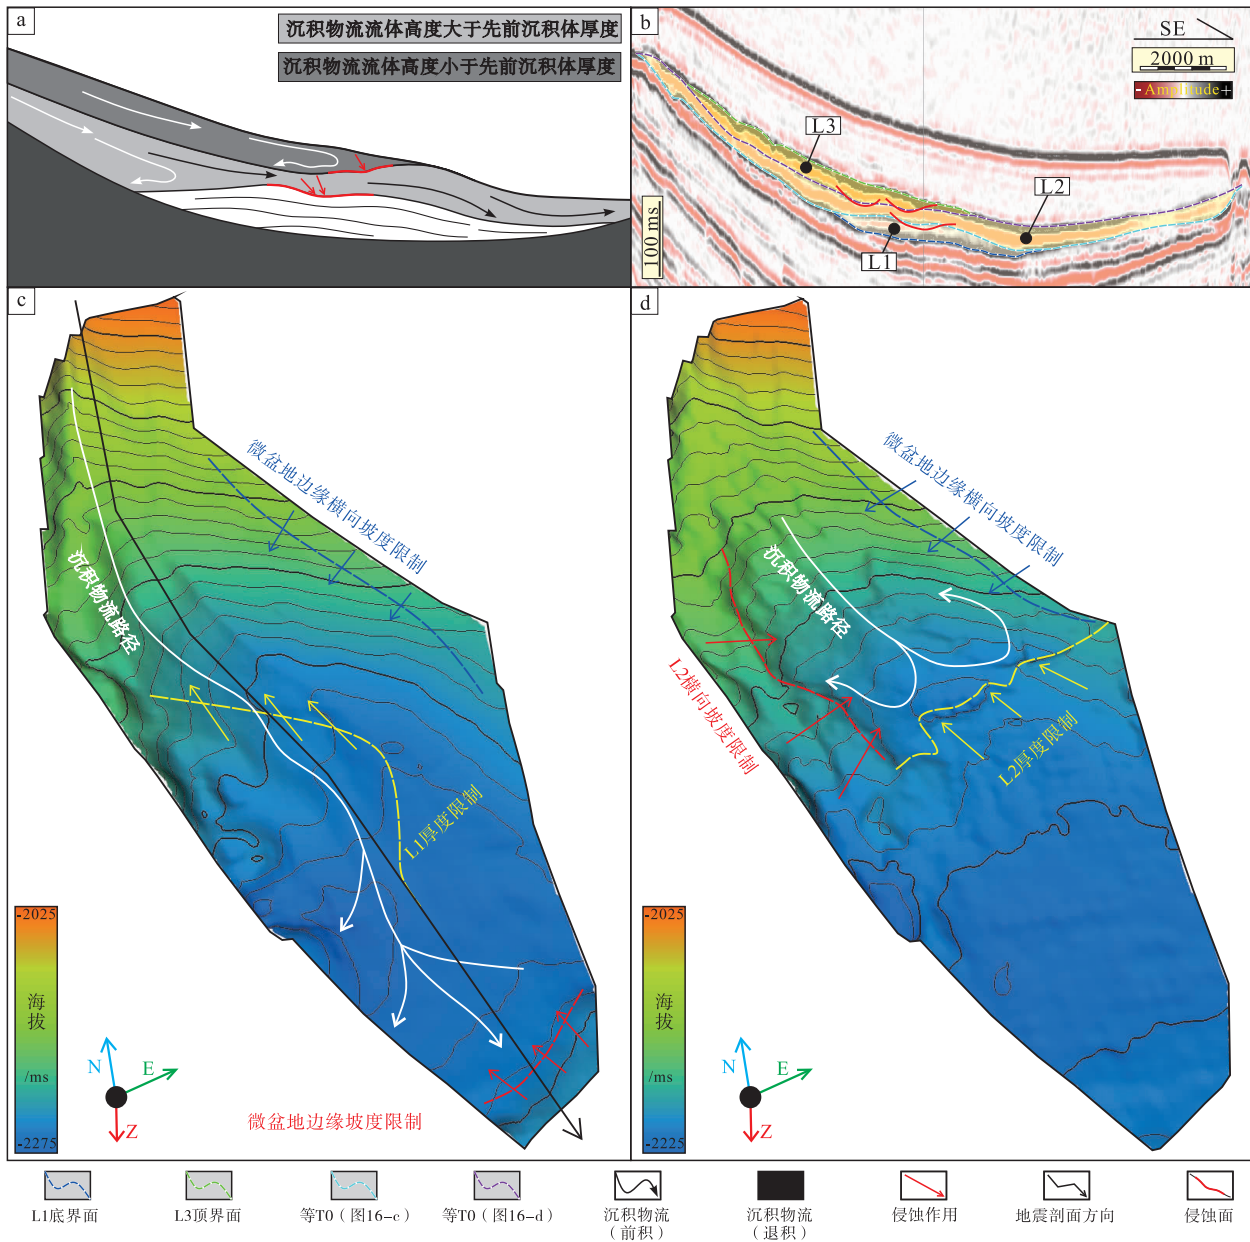 a
沉积物流流体高度大于先前沉积体厚度
沉积物流流体高度小于先前沉积体厚度
b
SE
2000 m
- Amplitude +
L3
L2
L1
100 ms
c
微盆地边缘横向坡度限制
沉积物流路径
L1厚度限制
微盆地边缘坡度限制
-2025
海拔
/ms
-2275
N
E
Z
d
微盆地边缘横向坡度限制
沉积物流路径
L2横向坡度限制
L2厚度限制
-2025
海拔
/ms
-2225
N
E
Z
L1底界面
L3顶界面
等T0（图16-c）
等T0（图16-d）
沉积物流
（前积）
沉积物流
（退积）
侵蚀作用
地震剖面方向
侵蚀面